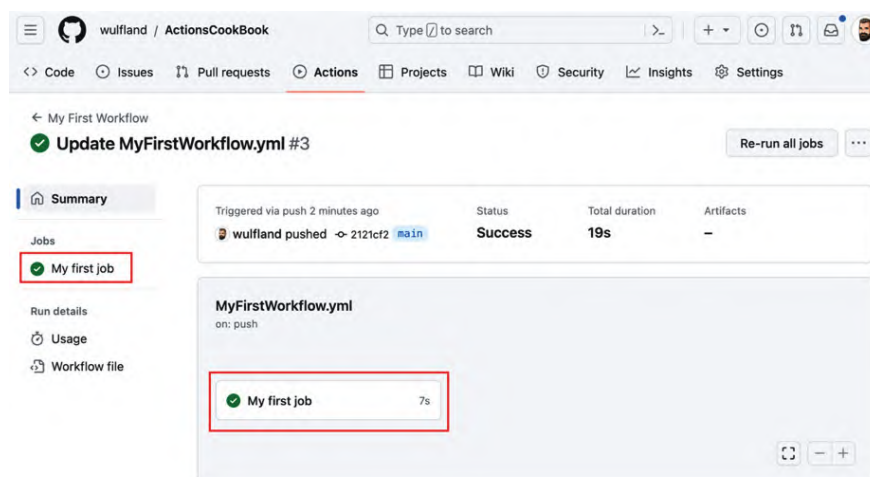 wulfland / ActionsCookBook
Type / to search
Code Issues Pull requests Actions Projects Wiki Security Insights Settings
← My First Workflow
Update MyFirstWorkflow.yml #3
Re-run all jobs
Summary
Jobs
My first job
Run details
Usage
Workflow file
Triggered via push 2 minutes ago
wulfland pushed 2121cf2 main
Status
Success
Total duration
19s
Artifacts
–
MyFirstWorkflow.yml
on: push
My first job 7s